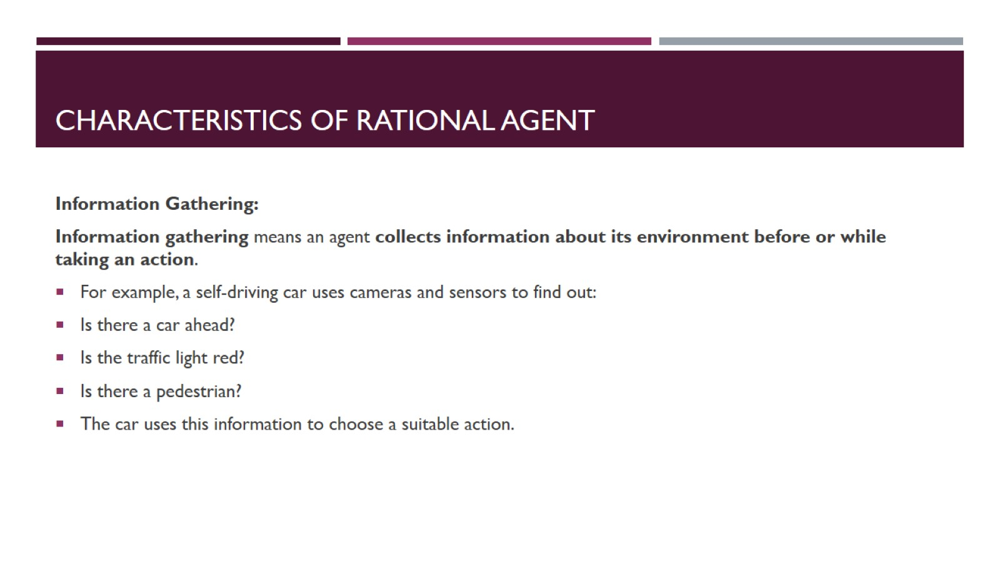 CHARACTERISTICS OF RATIONAL AGENT
Information Gathering:
Information gathering means an agent collects information about its environment before or while
taking an action.
▪ For example, a self-driving car uses cameras and sensors to find out:
▪ Is there a car ahead?
▪ Is the traffic light red?
▪ Is there a pedestrian?
▪ The car uses this information to choose a suitable action.